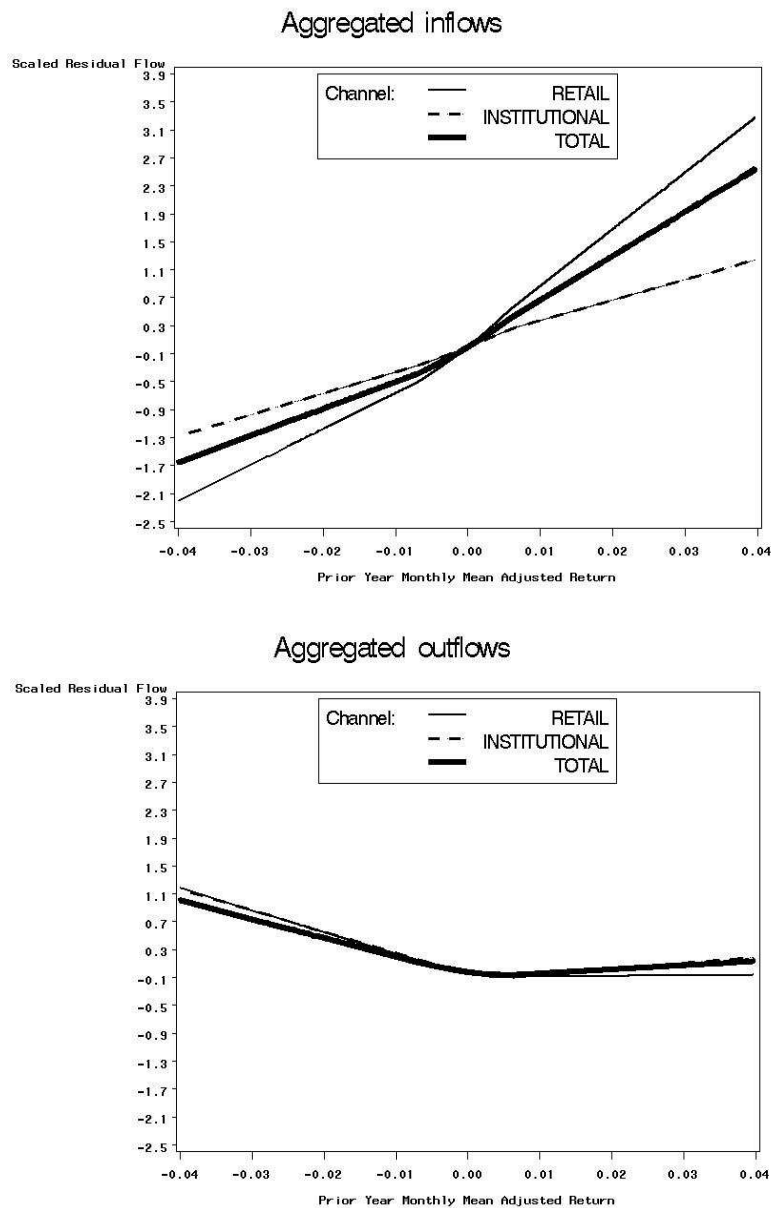 Aggregated inflows
Scaled Residual Flow
3.9
3.5
3.1
2.7
2.3
1.9
1.5
1.1
0.7
0.3
-0.1
-0.5
-0.9
-1.3
-1.7
-2.1
-2.5
Channel: RETAIL
INSTITUTIONAL
TOTAL
-0.04 -0.03 -0.02 -0.01 0.00 0.01 0.02 0.03 0.04
Prior Year Monthly Mean Adjusted Return
Aggregated outflows
Scaled Residual Flow
3.9
3.5
3.1
2.7
2.3
1.9
1.5
1.1
0.7
0.3
-0.1
-0.5
-0.9
-1.3
-1.7
-2.1
-2.5
Channel: RETAIL
INSTITUTIONAL
TOTAL
-0.04 -0.03 -0.02 -0.01 0.00 0.01 0.02 0.03 0.04
Prior Year Monthly Mean Adjusted Return